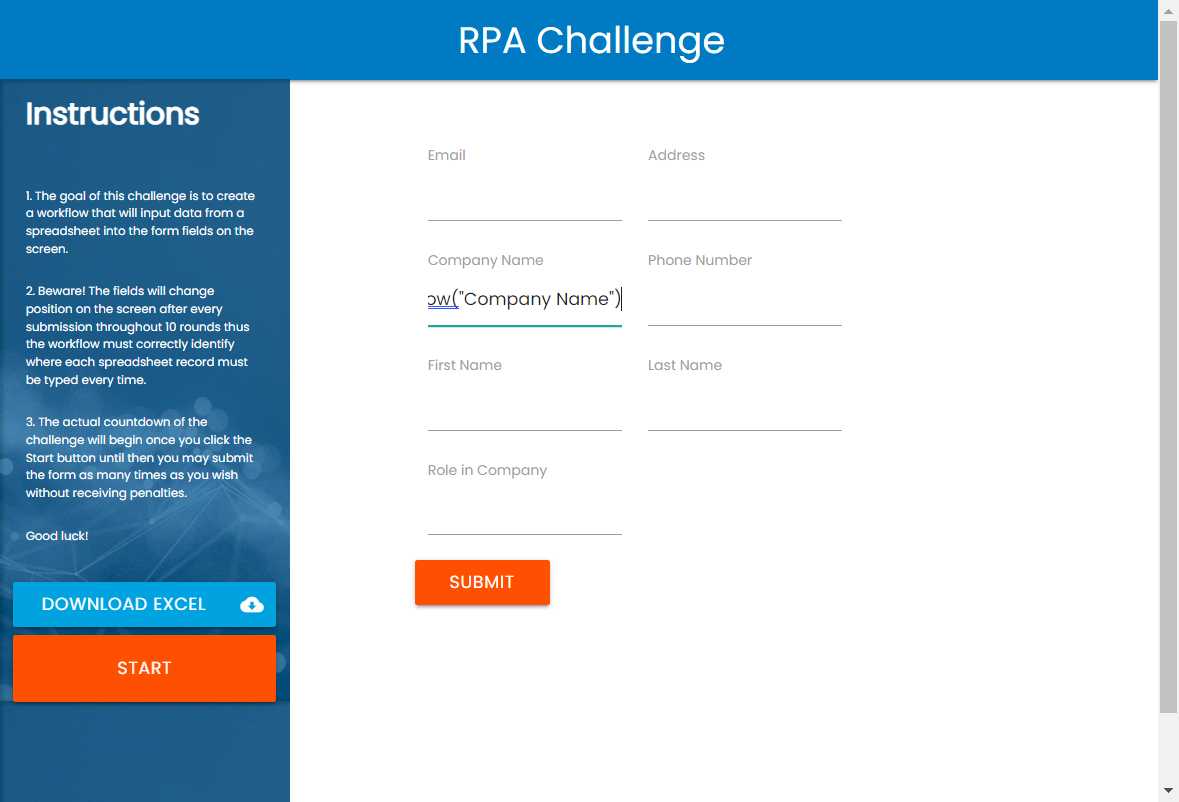 RPA Challenge
Instructions
1. The goal of this challenge is to create
a workflow that will input data from a
spreadsheet into the form fields on the
screen.
2. Beware! The fields will change
position on the screen after every
submission throughout 10 rounds thus
the workflow must correctly identify
where each spreadsheet record must
be typed every time.
3. The actual countdown of the
challenge will begin once you click the
Start button until then you may submit
the form as many times as you wish
without receiving penalties.
Good luck!
DOWNLOAD EXCEL
START
Email
Address
Company Name
Phone Number
ow("Company Name")
First Name
Last Name
Role in Company
SUBMIT